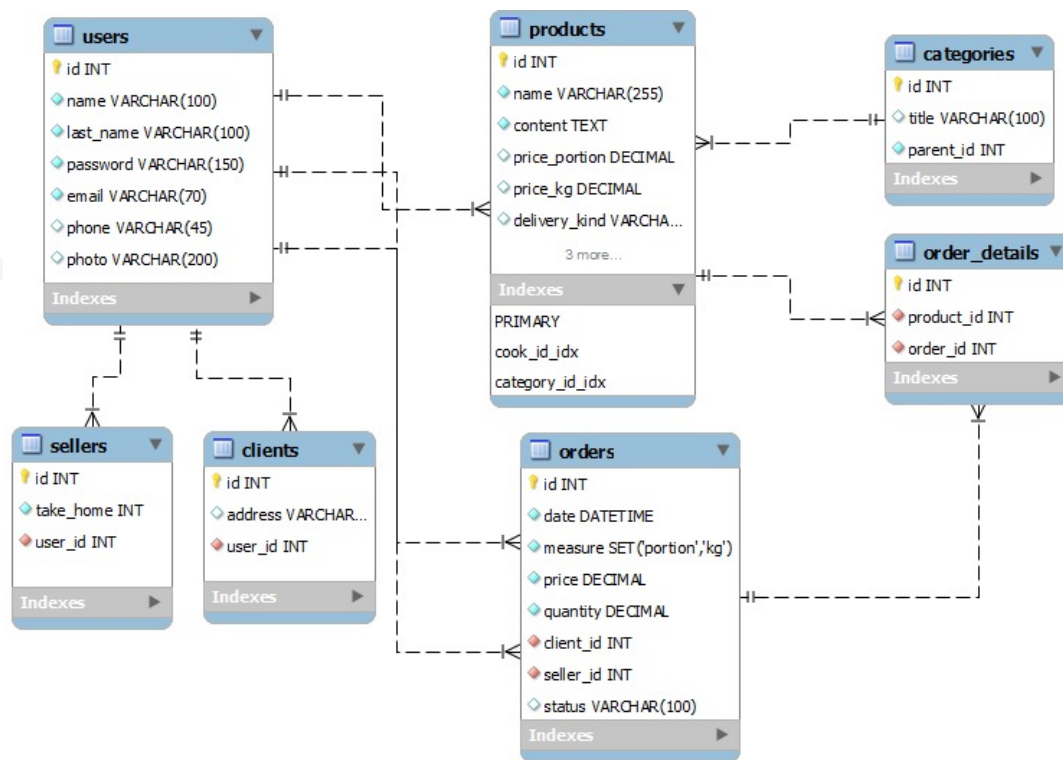 users
id INT
name VARCHAR(100)
last_name VARCHAR(100)
password VARCHAR(150)
email VARCHAR(70)
phone VARCHAR(45)
photo VARCHAR(200)
Indexes
products
id INT
name VARCHAR(255)
content TEXT
price_portion DECIMAL
price_kg DECIMAL
delivery_kind VARCHA...
3 more...
Indexes
PRIMARY
cook_id_idx
category_id_idx
categories
id INT
title VARCHAR(100)
parent_id INT
Indexes
order_details
id INT
product_id INT
order_id INT
Indexes
sellers
id INT
take_home INT
user_id INT
Indexes
clients
id INT
address VARCHAR...
user_id INT
Indexes
orders
id INT
date DATETIME
measure SET('portion','kg')
price DECIMAL
quantity DECIMAL
client_id INT
seller_id INT
status VARCHAR(100)
Indexes